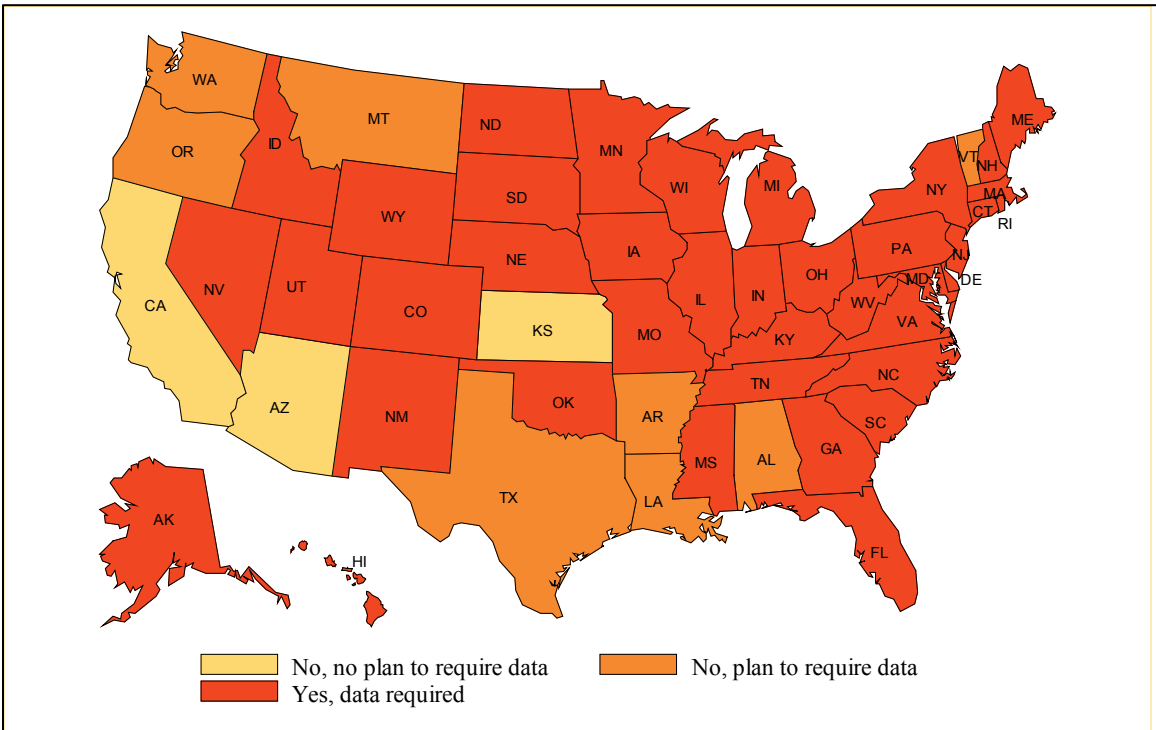 WA
MT
ND
MN
ME
OR
ID
SD
WI
MI
VT
NH
NY
MA
CT
RI
WY
IA
PA
NE
NJ
OH
DE
MD
NV
UT
CO
IL
IN
WV
CA
KS
MO
KY
VA
NC
TN
AZ
NM
OK
AR
SC
MS
AL
GA
TX
LA
AK
HI
FL
No, no plan to require data
No, plan to require data
Yes, data required